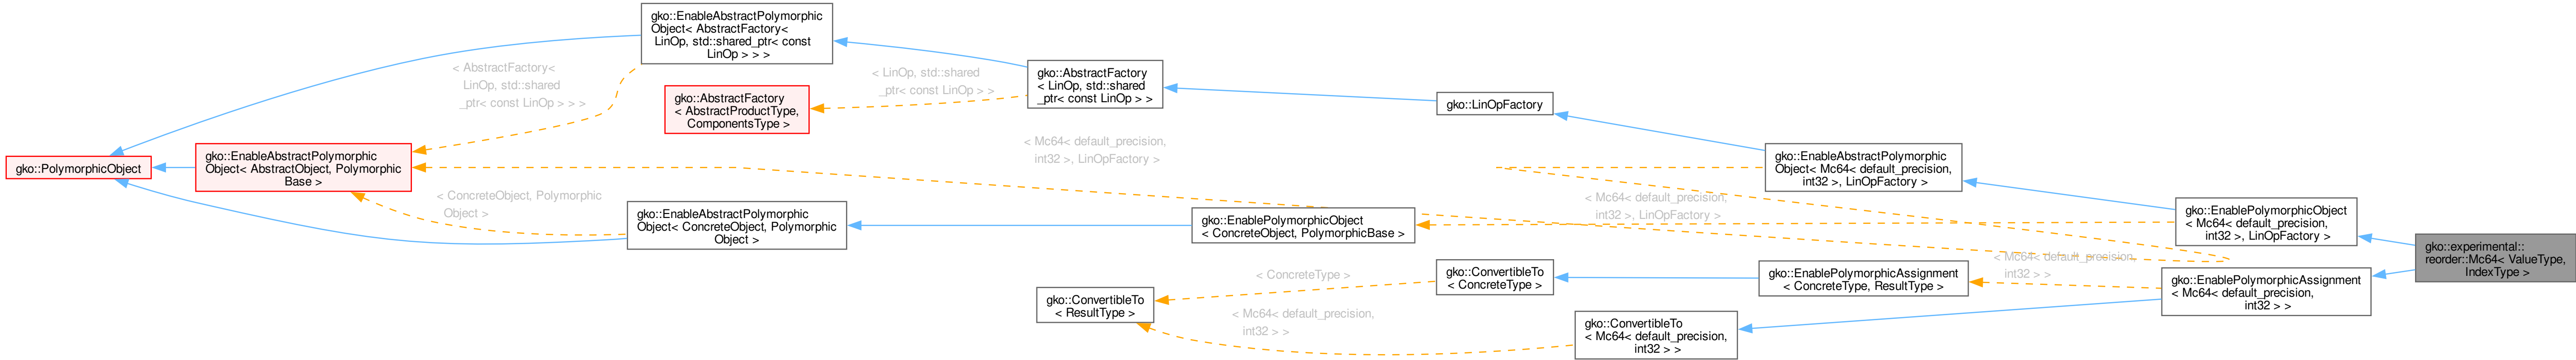 gko::PolymorphicObject
gko::EnableAbstractPolymorphic
Object< AbstractObject, Polymorphic
Base >
gko::EnableAbstractPolymorphic
Object< AbstractFactory<
LinOp, std::shared_ptr< const
LinOp > > >
< AbstractFactory<
LinOp, std::shared
_ptr< const LinOp > > >
gko::AbstractFactory
< AbstractProductType,
ComponentsType >
< ConcreteObject, Polymorphic
Object >
gko::EnableAbstractPolymorphic
Object< ConcreteObject, Polymorphic
Object >
< LinOp, std::shared
_ptr< const LinOp > >
gko::AbstractFactory
< LinOp, std::shared
_ptr< const LinOp > >
< Mc64< default_precision,
int32 >, LinOpFactory >
gko::EnablePolymorphicObject
< ConcreteObject, PolymorphicBase >
gko::ConvertibleTo
< ResultType >
< ConcreteType >
< Mc64< default_precision,
int32 > >
gko::LinOpFactory
gko::ConvertibleTo
< ConcreteType >
gko::ConvertibleTo
< Mc64< default_precision,
int32 > >
< Mc64< default_precision,
int32 >, LinOpFactory >
gko::EnableAbstractPolymorphic
Object< Mc64< default_precision,
int32 >, LinOpFactory >
gko::EnablePolymorphicAssignment
< ConcreteType, ResultType >
< Mc64< default_precision,
int32 > >
gko::EnablePolymorphicObject
< Mc64< default_precision,
int32 >, LinOpFactory >
gko::EnablePolymorphicAssignment
< Mc64< default_precision,
int32 > >
gko::experimental::
reorder::Mc64< ValueType,
IndexType >